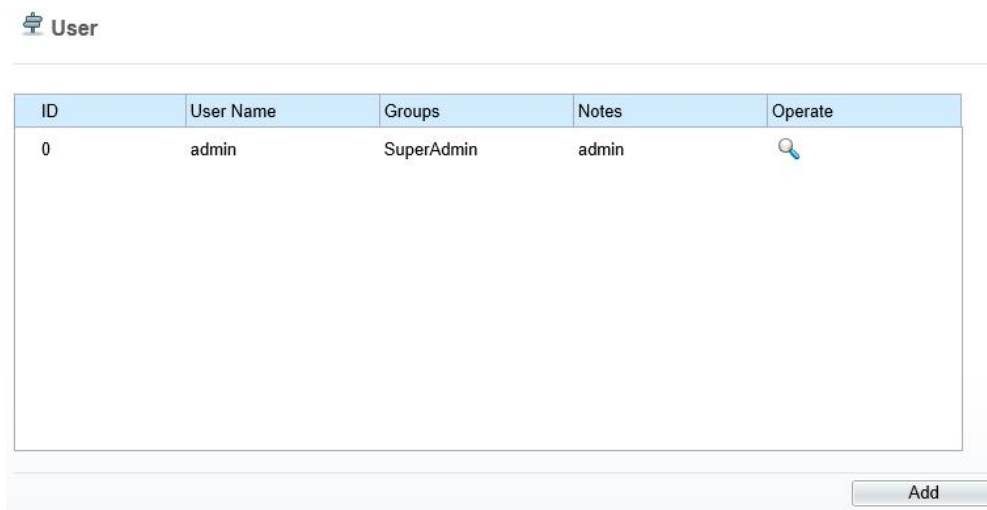 User
ID User Name Groups Notes Operate
0 admin SuperAdmin admin
Add